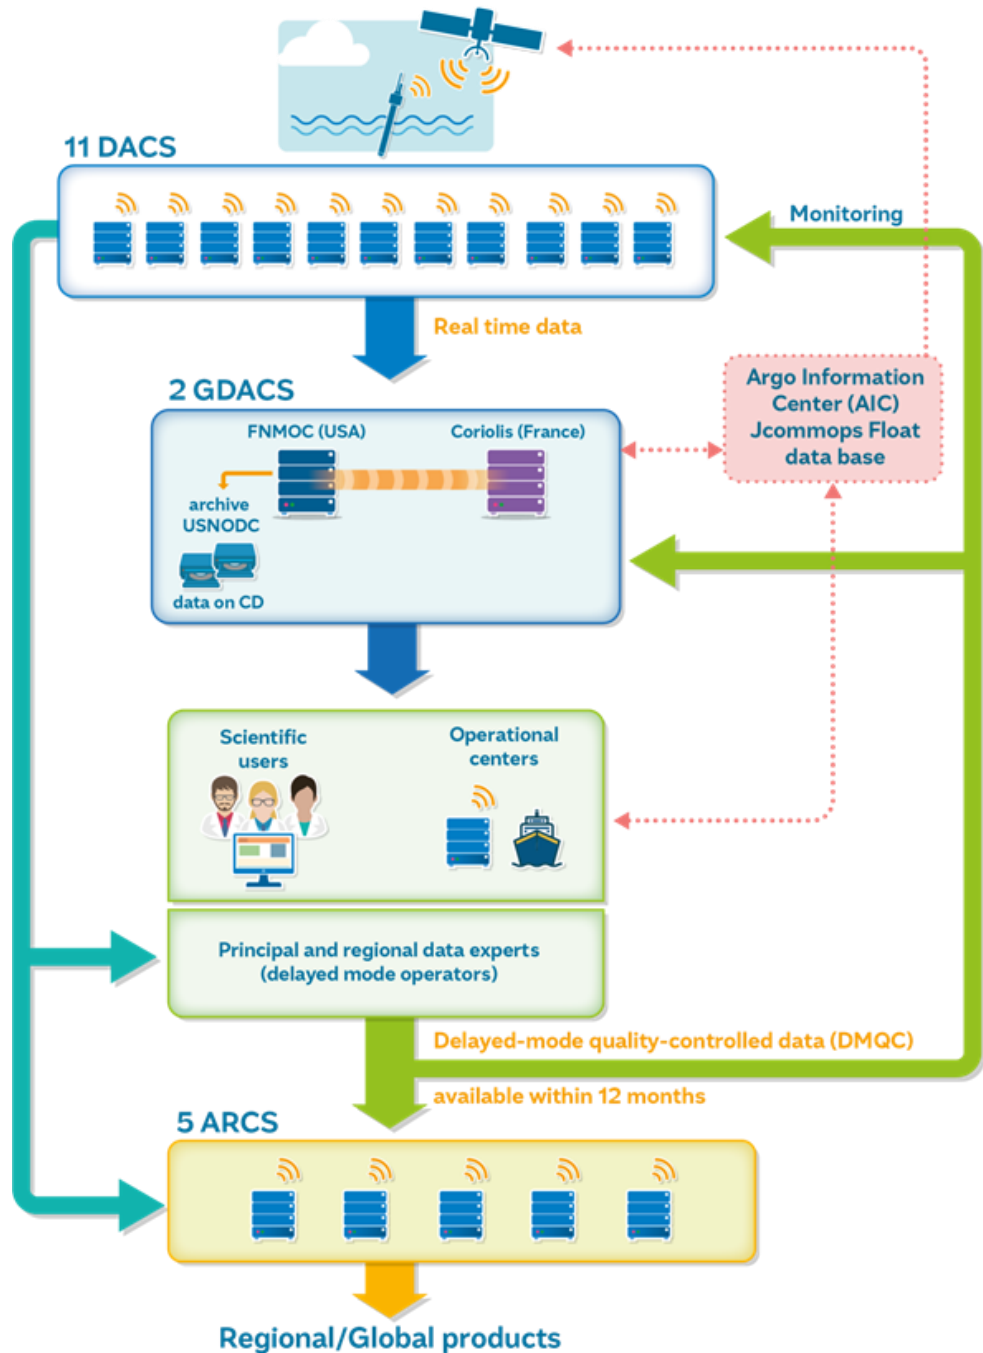 11 DACS
Monitoring
Real time data
2 GDACS
FNMOC (USA)
Coriolis (France)
archive
USNODC
data on CD
Argo Information
Center (AIC)
Jcommops Float
data base
Scientific
users
Operational
centers
Principal and regional data experts
(delayed mode operators)
Delayed-mode quality-controlled data (DMQC)
available within 12 months
5 ARCS
Regional/Global products